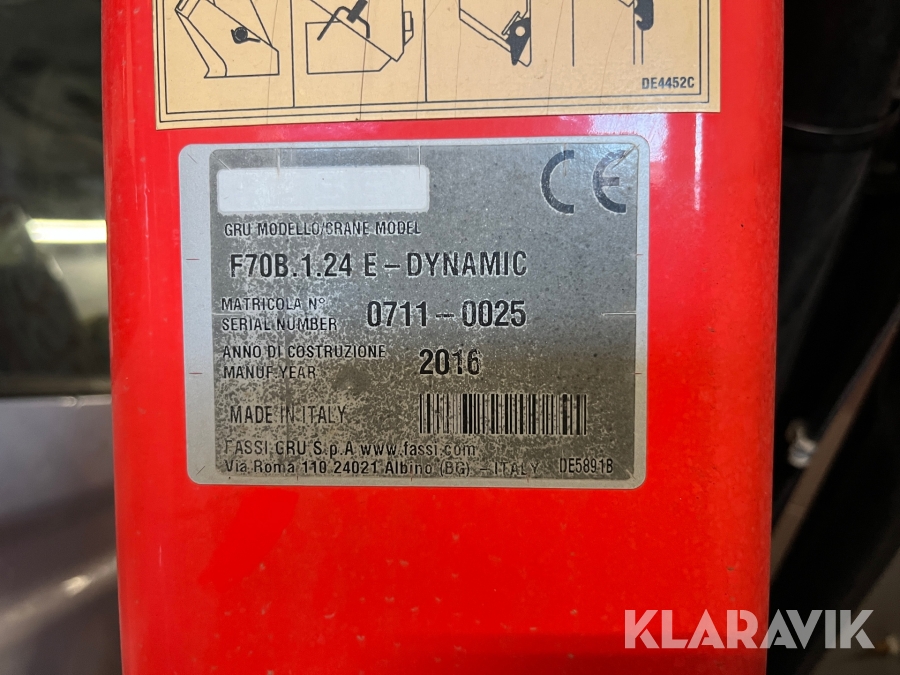 DE4452C
CE
GRU MODELLO/CRANE MODEL
F70B.1.24 E-DYNAMIC
MATRICOLA N°
SERIAL NUMBER 0711-0025
ANNO DI COSTRUZIONE
MANUF YEAR 2016
MADE IN ITALY
FASSI GRU S.p.A www.fassi.com
Via Roma 110 24021 Albino (BG) - ITALY DE5891B
KLARAVIK